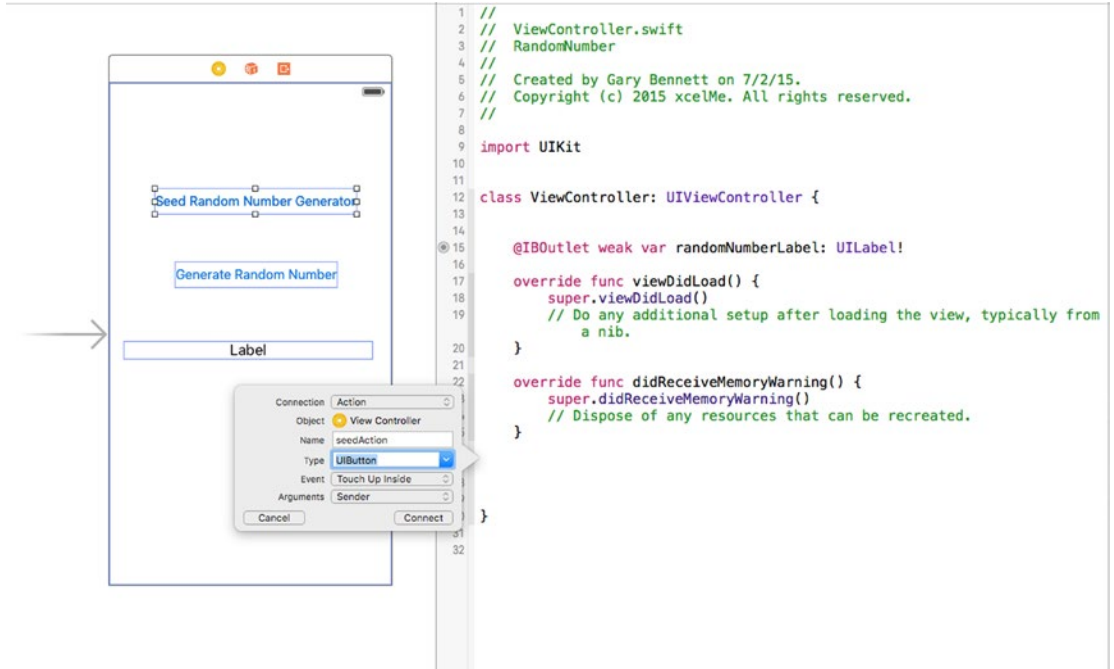 Seed Random Number Generator
Generate Random Number
Label
Connection Action
Object View Controller
Name seedAction
Type UIButton
Event Touch Up Inside
Arguments Sender
Cancel Connect
1 //
2 //  ViewController.swift
3 //  RandomNumber
4 //
5 //  Created by Gary Bennett on 7/2/15.
6 //  Copyright (c) 2015 xcelMe. All rights reserved.
7 //
8
9 import UIKit
10
11
12 class ViewController: UIViewController {
13
14
15     @IBOutlet weak var randomNumberLabel: UILabel!
16
17     override func viewDidLoad() {
18         super.viewDidLoad()
19         // Do any additional setup after loading the view, typically from
            a nib.
20     }
21
22     override func didReceiveMemoryWarning() {
        super.didReceiveMemoryWarning()
        // Dispose of any resources that can be recreated.
    }
}
31
32